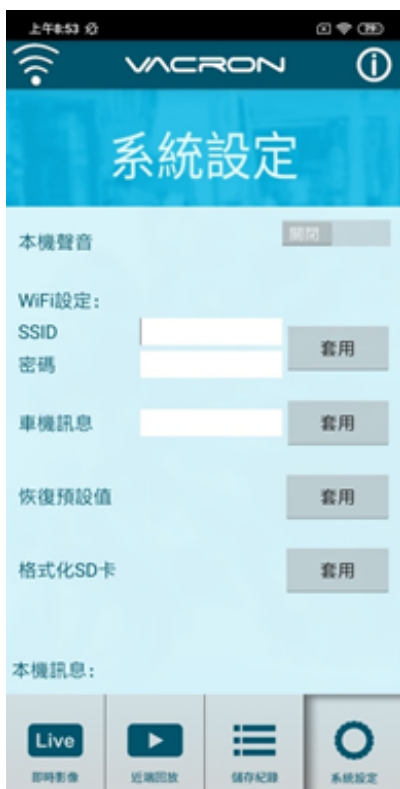 上午8:53
VACRON
系統設定
本機聲音
關閉
WiFi設定:
SSID
密碼
套用
車機訊息
套用
恢復預設值
套用
格式化SD卡
套用
本機訊息:
Live
即時影像
近端回放
儲存紀錄
系統設定